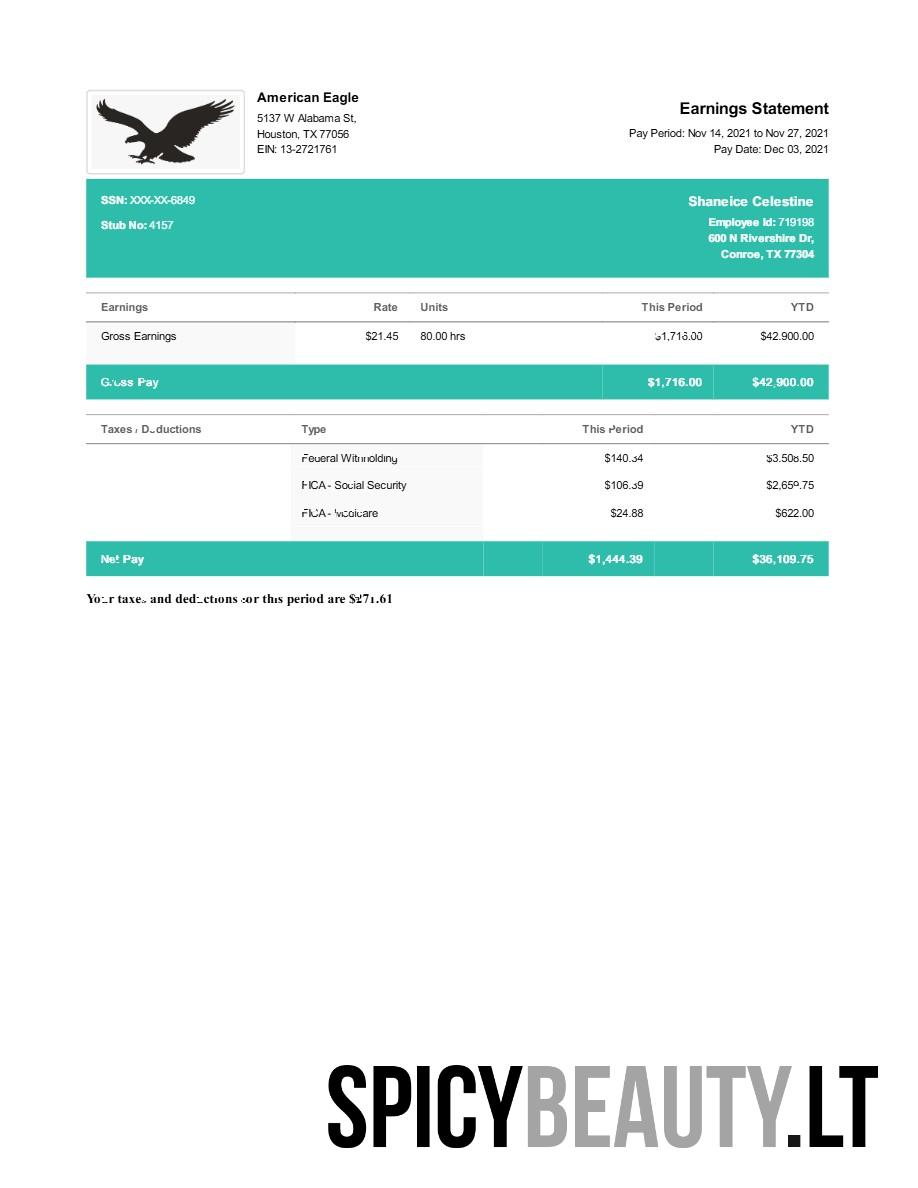 American Eagle
5137 W Alabama St,
Houston, TX 77056
EIN: 13-2721761
Earnings Statement
Pay Period: Nov 14, 2021 to Nov 27, 2021
Pay Date: Dec 03, 2021
SSN: XXX-XX-6849
Stub No: 4157
Shaneice Celestine
Employee Id: 719198
600 N Rivershire Dr,
Conroe, TX 77304
Earnings Rate Units This Period YTD
Gross Earnings $21.45 80.00 hrs $1,716.00 $42.900.00
Gross Pay $1,716.00 $42,900.00
Taxes / Deductions Type This Period YTD
Federal Withholding $140.34 $3.508.50
FICA - Social Security $106.39 $2,659.75
FICA - Medicare $24.88 $622.00
Net Pay $1,444.39 $36,109.75
Your taxes and deductions for this period are $271.61
SPICYBEAUTY.LT